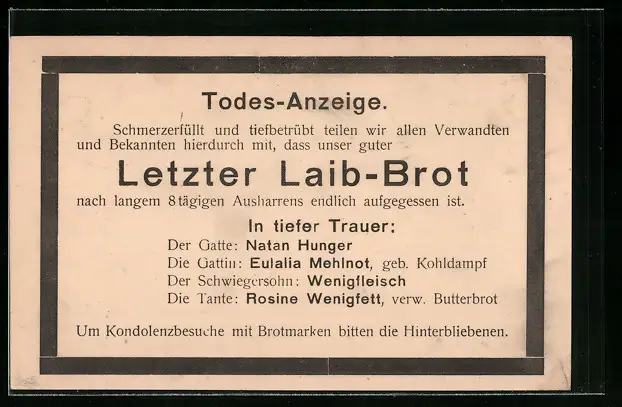 Todes-Anzeige.
Schmerzerfüllt und tiefbetrübt teilen wir allen Verwandten
und Bekannten hierdurch mit, dass unser guter
Letzter Laib-Brot
nach langem 8 tägigen Ausharrens endlich aufgegessen ist.
In tiefer Trauer:
Der Gatte: Natan Hunger
Die Gattin: Eulalia Mehlnot, geb. Kohldampf
Der Schwiegersohn: Wenigfleisch
Die Tante: Rosine Wenigfett, verw. Butterbrot
Um Kondolenzbesuche mit Brotmarken bitten die Hinterbliebenen.